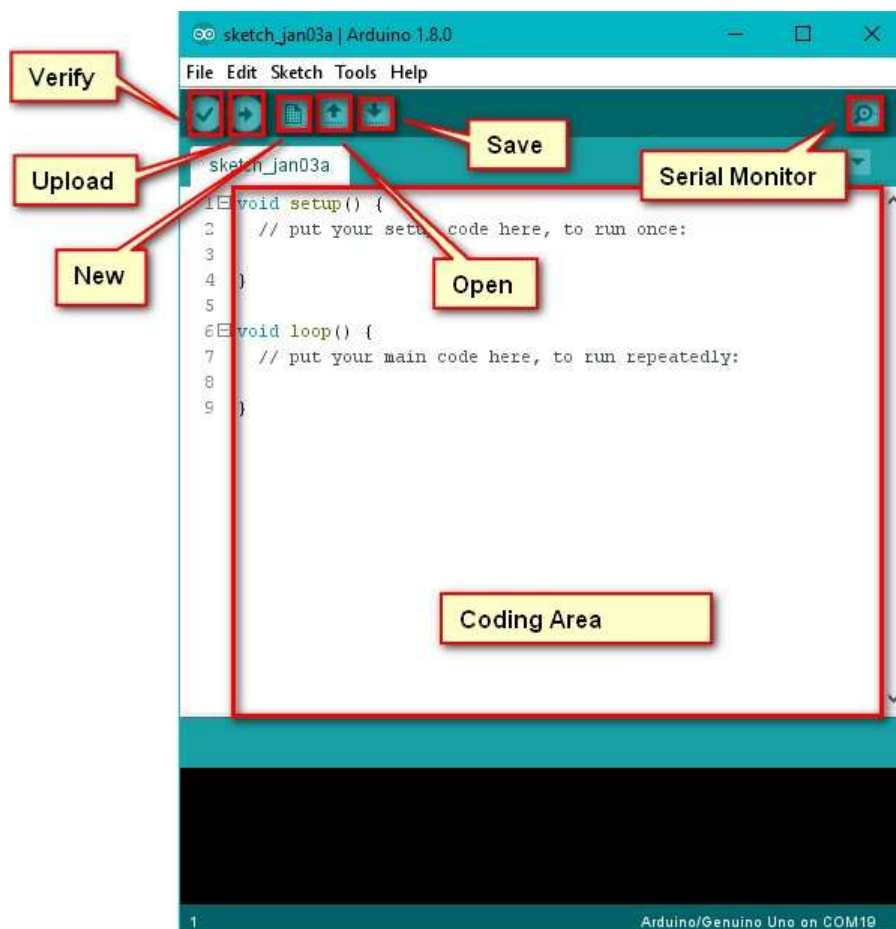 sketch_jan03a | Arduino 1.8.0
File Edit Sketch Tools Help
Verify
Upload
New
Open
Save
Serial Monitor
sketch_jan03a
1 void setup() {
2 // put your setup code here, to run once:
3
4 }
5
6 void loop() {
7 // put your main code here, to run repeatedly:
8
9 }
Coding Area
1 Arduino/Genuino Uno on COM19